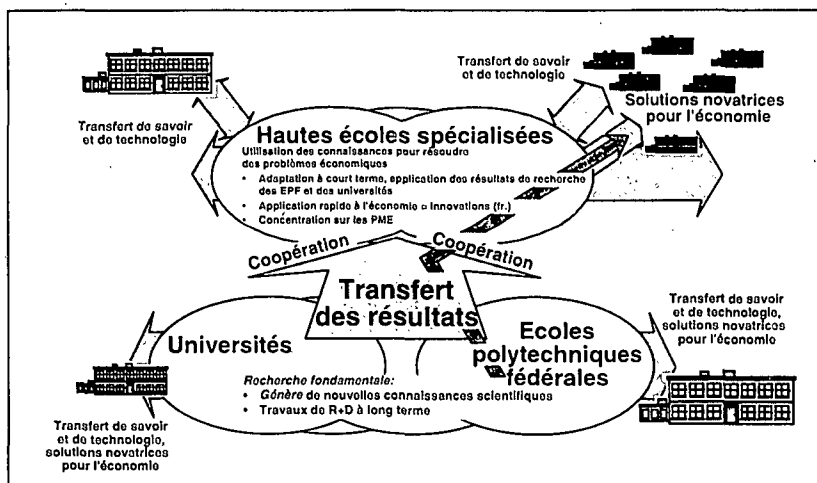 Transfert de savoir
et de technologie
Transfert de savoir
et de technologie
Solutions novatrices
pour l'économie
Hautes écoles spécialisées
Utilisation des connaissances pour résoudre
des problèmes économiques
• Adaptation à court terme, application des résultats de recherche
des EPF et des universités
• Application rapide à l'économie = innovations (fr.)
• Concentration sur les PME
Coopération
Coopération
Transfert
des résultats
Universités
Ecoles
polytechniques
fédérales
Recherche fondamentale:
• Génère de nouvelles connaissances scientifiques
• Travaux de R+D à long terme
Transfert de savoir
et de technologie,
solutions novatrices
pour l'économie
Transfert de savoir
et de technologie,
solutions novatrices
pour l'économie